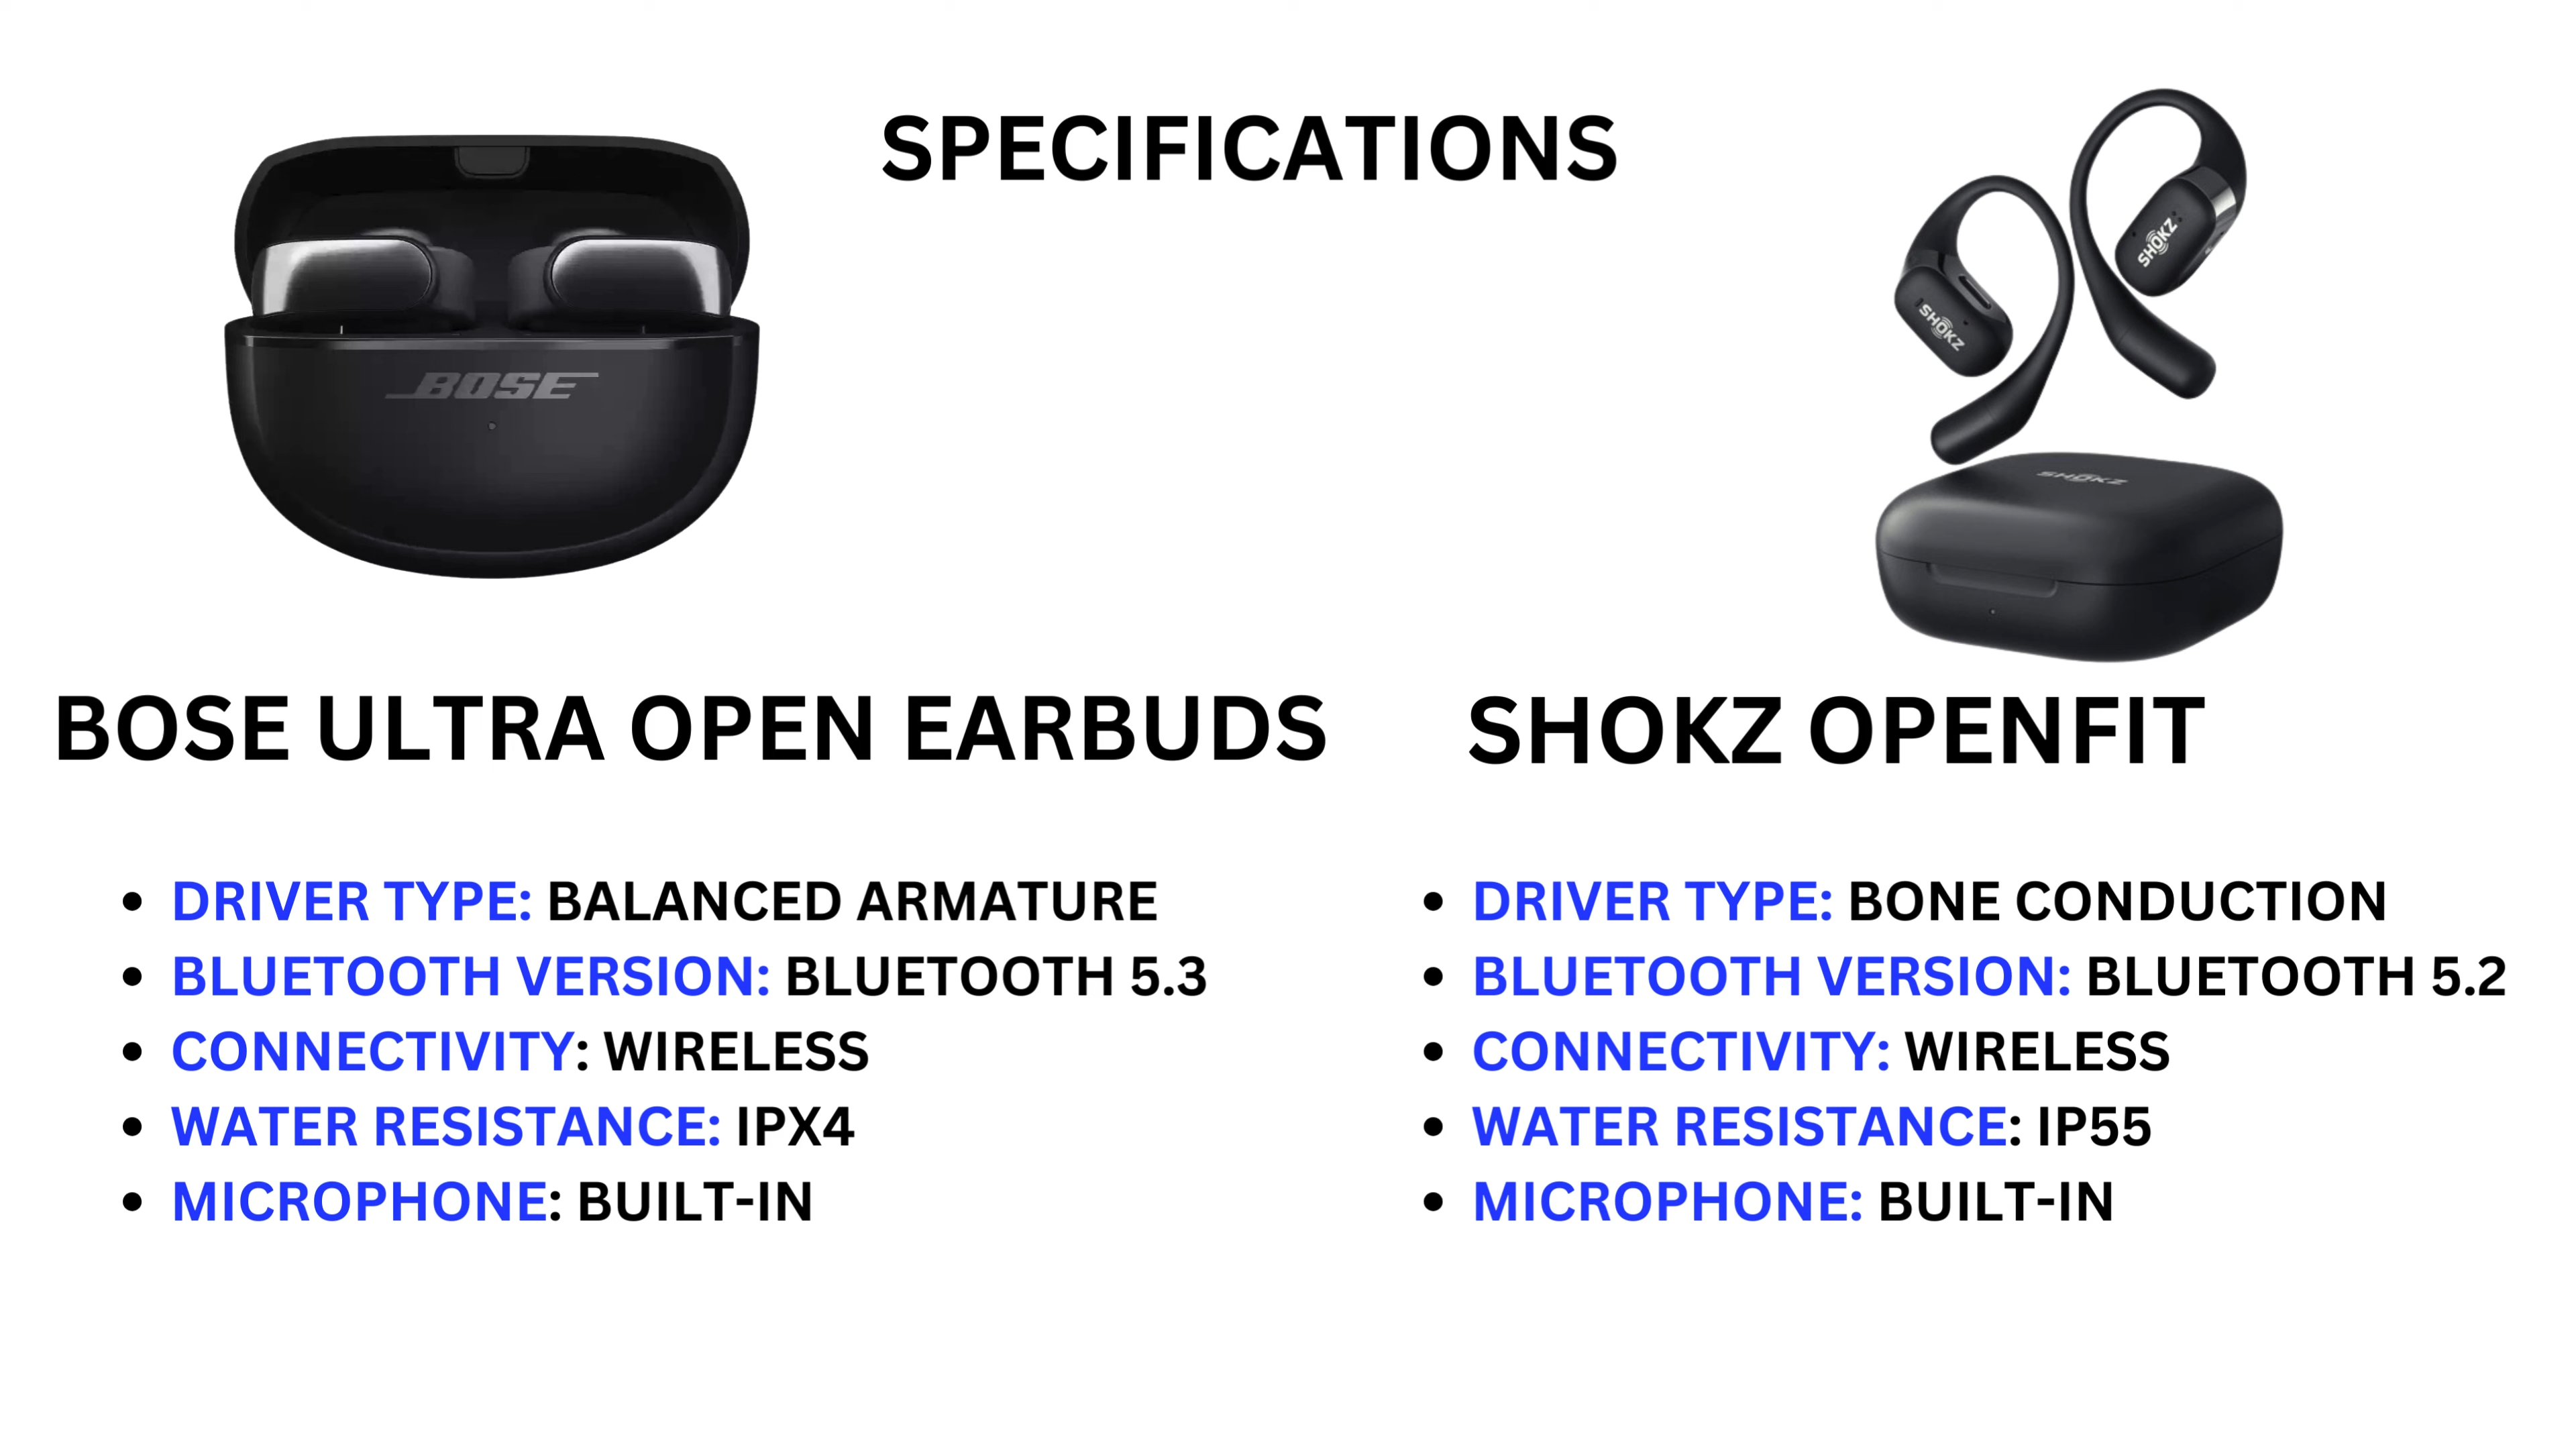 SPECIFICATIONS
BOSE
SHOKZ
SHOKZ
SHOKZ
BOSE ULTRA OPEN EARBUDS
DRIVER TYPE: BALANCED ARMATURE
BLUETOOTH VERSION: BLUETOOTH 5.3
CONNECTIVITY: WIRELESS
WATER RESISTANCE: IPX4
MICROPHONE: BUILT-IN
SHOKZ OPENFIT
DRIVER TYPE: BONE CONDUCTION
BLUETOOTH VERSION: BLUETOOTH 5.2
CONNECTIVITY: WIRELESS
WATER RESISTANCE: IP55
MICROPHONE: BUILT-IN